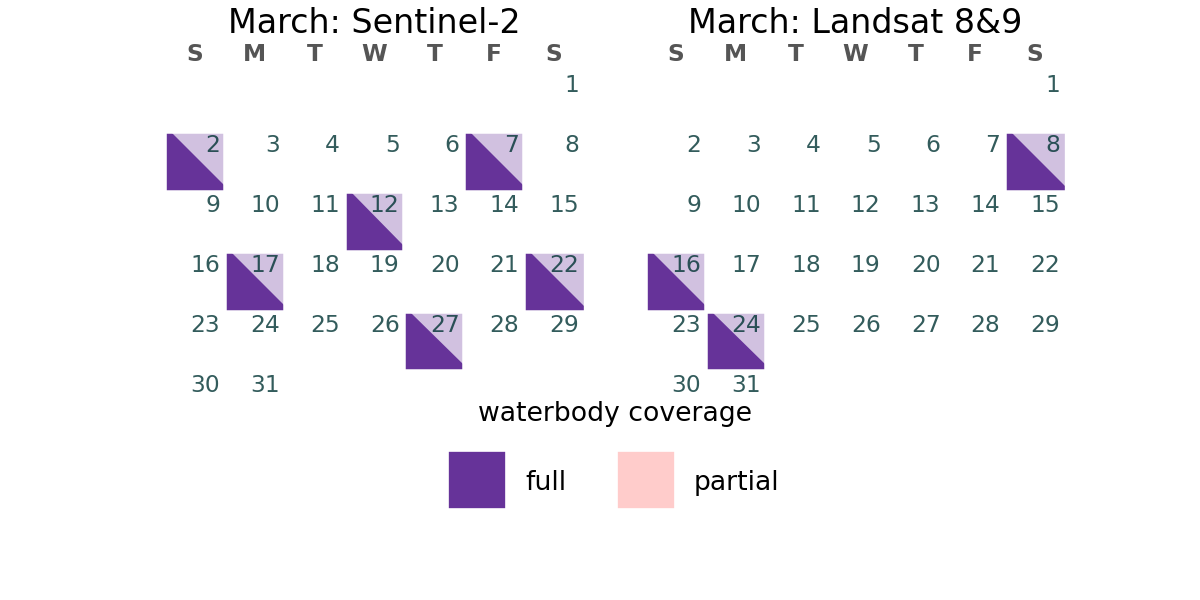 March: Sentinel-2
S M T W T F S
1
2 3 4 5 6 7 8
9 10 11 12 13 14 15
16 17 18 19 20 21 22
23 24 25 26 27 28 29
30 31
March: Landsat 8&9
S M T W T F S
1
2 3 4 5 6 7 8
9 10 11 12 13 14 15
16 17 18 19 20 21 22
23 24 25 26 27 28 29
30 31
waterbody coverage
full
partial